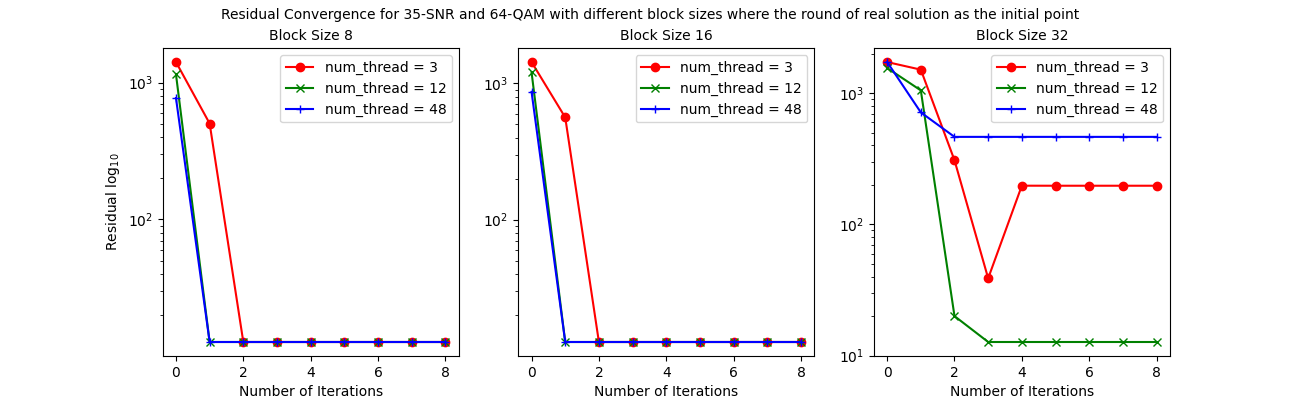 Residual Convergence for 35-SNR and 64-QAM with different block sizes where the round of real solution as the initial point
Block Size 8
Residual log₁₀
10³
10²
num_thread = 3
num_thread = 12
num_thread = 48
0 2 4 6 8
Number of Iterations
Block Size 16
10³
10²
num_thread = 3
num_thread = 12
num_thread = 48
0 2 4 6 8
Number of Iterations
Block Size 32
10³
10²
10¹
num_thread = 3
num_thread = 12
num_thread = 48
0 2 4 6 8
Number of Iterations